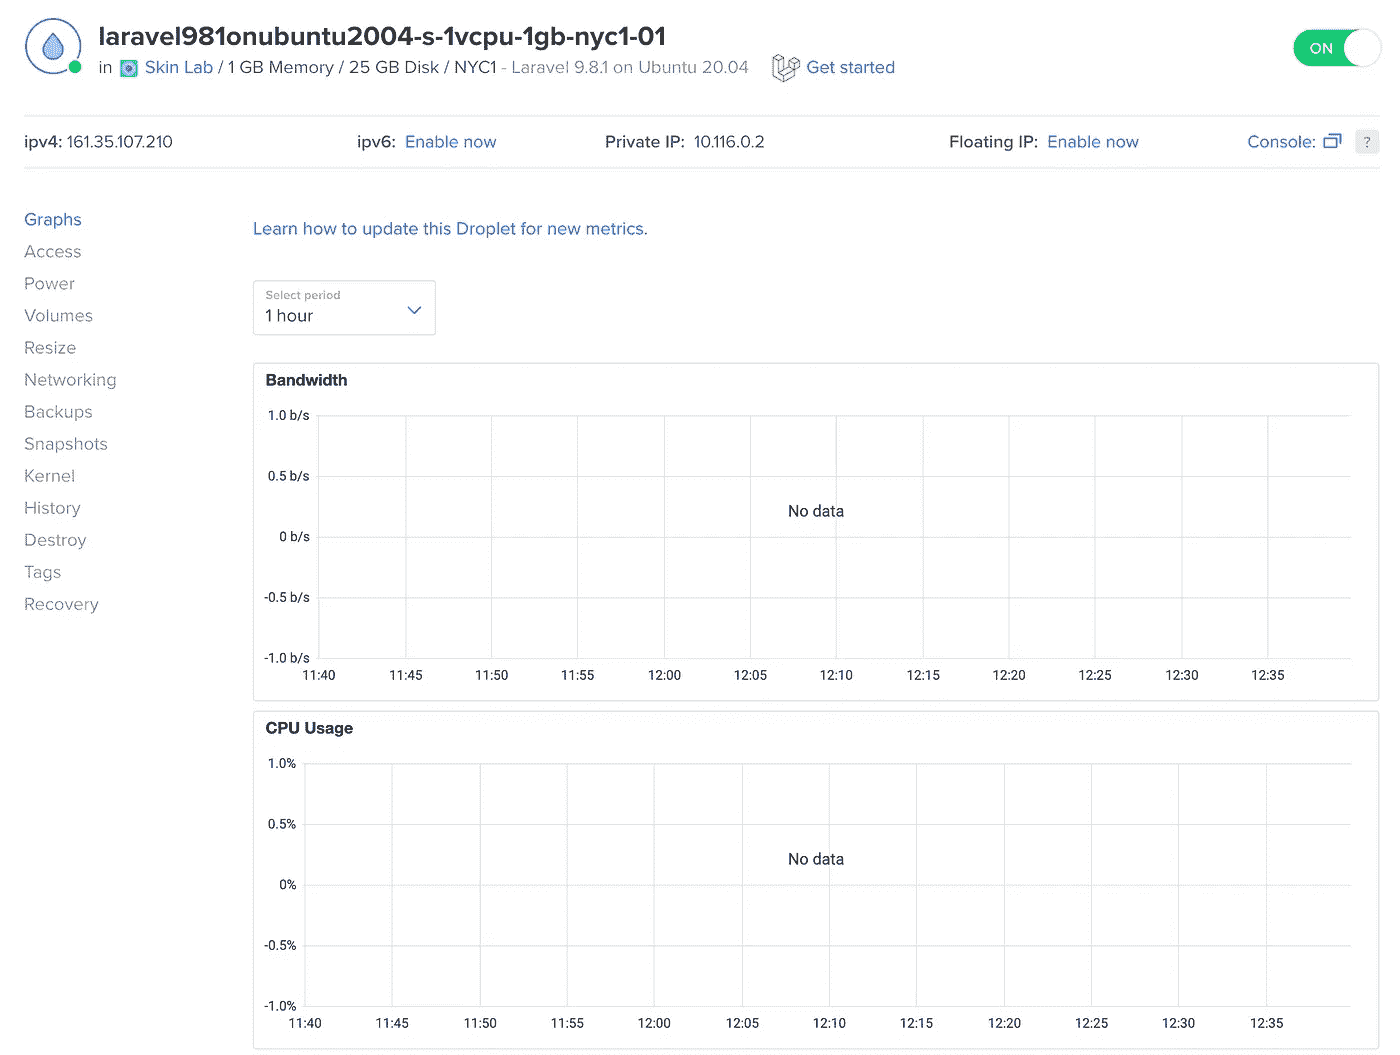 laravel981onubuntu2004-s-1vcpu-1gb-nyc1-01
ON
in Skin Lab / 1 GB Memory / 25 GB Disk / NYC1 - Laravel 9.8.1 on Ubuntu 20.04 Get started
ipv4: 161.35.107.210 ipv6: Enable now Private IP: 10.116.0.2 Floating IP: Enable now Console: ?
Graphs
Access
Power
Volumes
Resize
Networking
Backups
Snapshots
Kernel
History
Destroy
Tags
Recovery
Learn how to update this Droplet for new metrics.
Select period
1 hour
Bandwidth
1.0 b/s
0.5 b/s
No data
0 b/s
-0.5 b/s
-1.0 b/s
11:40 11:45 11:50 11:55 12:00 12:05 12:10 12:15 12:20 12:25 12:30 12:35
CPU Usage
1.0%
0.5%
No data
0%
-0.5%
-1.0%
11:40 11:45 11:50 11:55 12:00 12:05 12:10 12:15 12:20 12:25 12:30 12:35